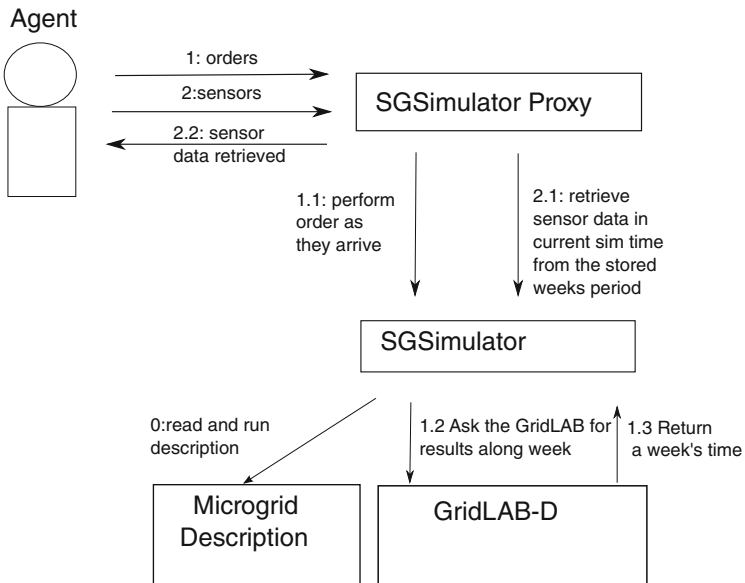 Agent
1: orders
2:sensors
2.2: sensor
data retrieved
SGSimulator Proxy
1.1: perform
order as
they arrive
2.1: retrieve
sensor data in
current sim time
from the stored
weeks period
SGSimulator
0:read and run
description
1.2 Ask the GridLAB for
results along week
1.3 Return
a week's time
Microgrid
Description
GridLAB-D